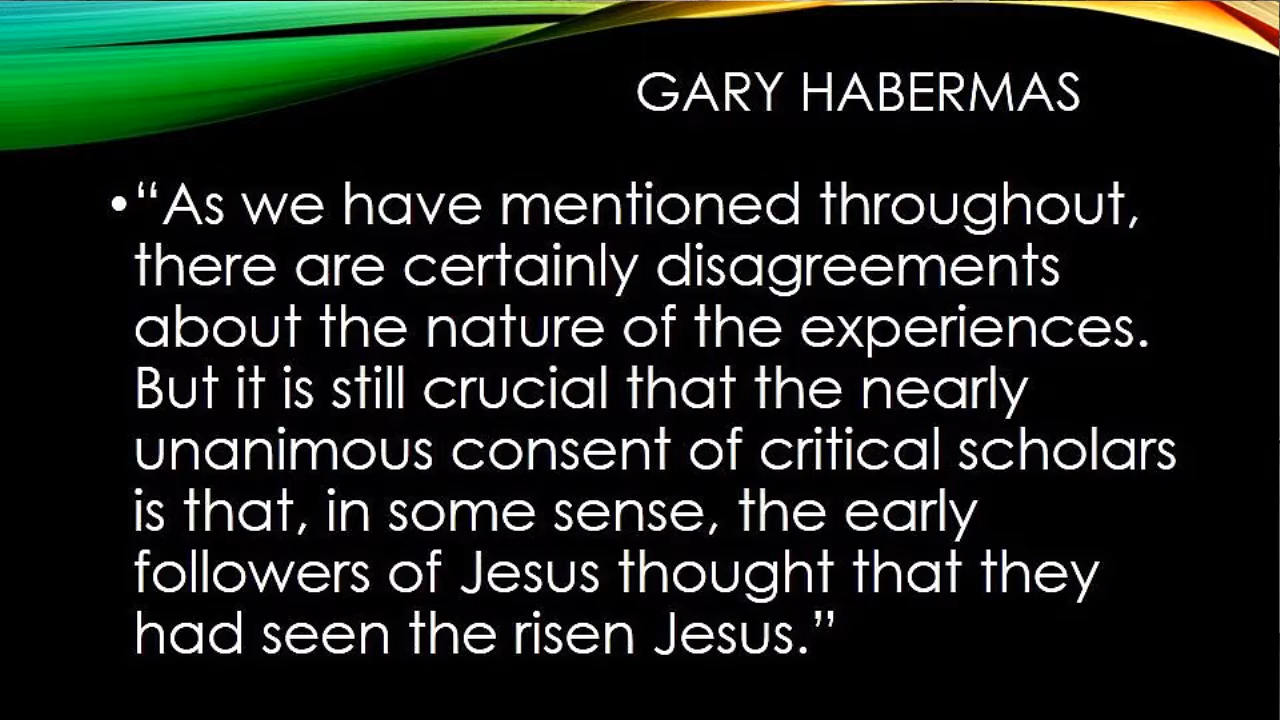 GARY HABERMAS
•“As we have mentioned throughout,
there are certainly disagreements
about the nature of the experiences.
But it is still crucial that the nearly
unanimous consent of critical scholars
is that, in some sense, the early
followers of Jesus thought that they
had seen the risen Jesus.”